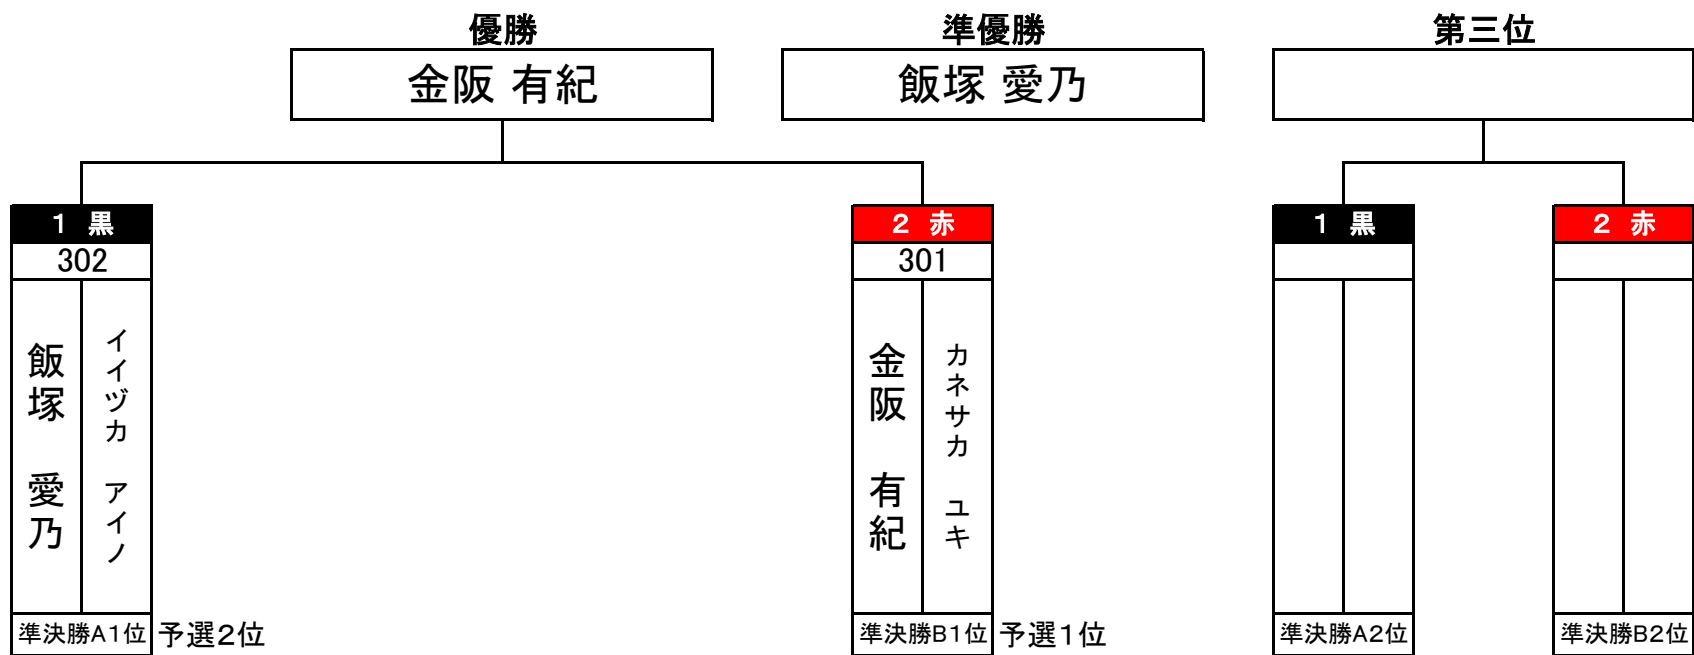 優勝
準優勝
第三位
金阪 有紀
飯塚 愛乃
1 黒
2 赤
1 黒
2 赤
302
301
飯塚 愛乃
イイヅカ アイノ
金阪 有紀
カネサカ ユキ
準決勝A1位
予選2位
準決勝B1位
予選1位
準決勝A2位
準決勝B2位